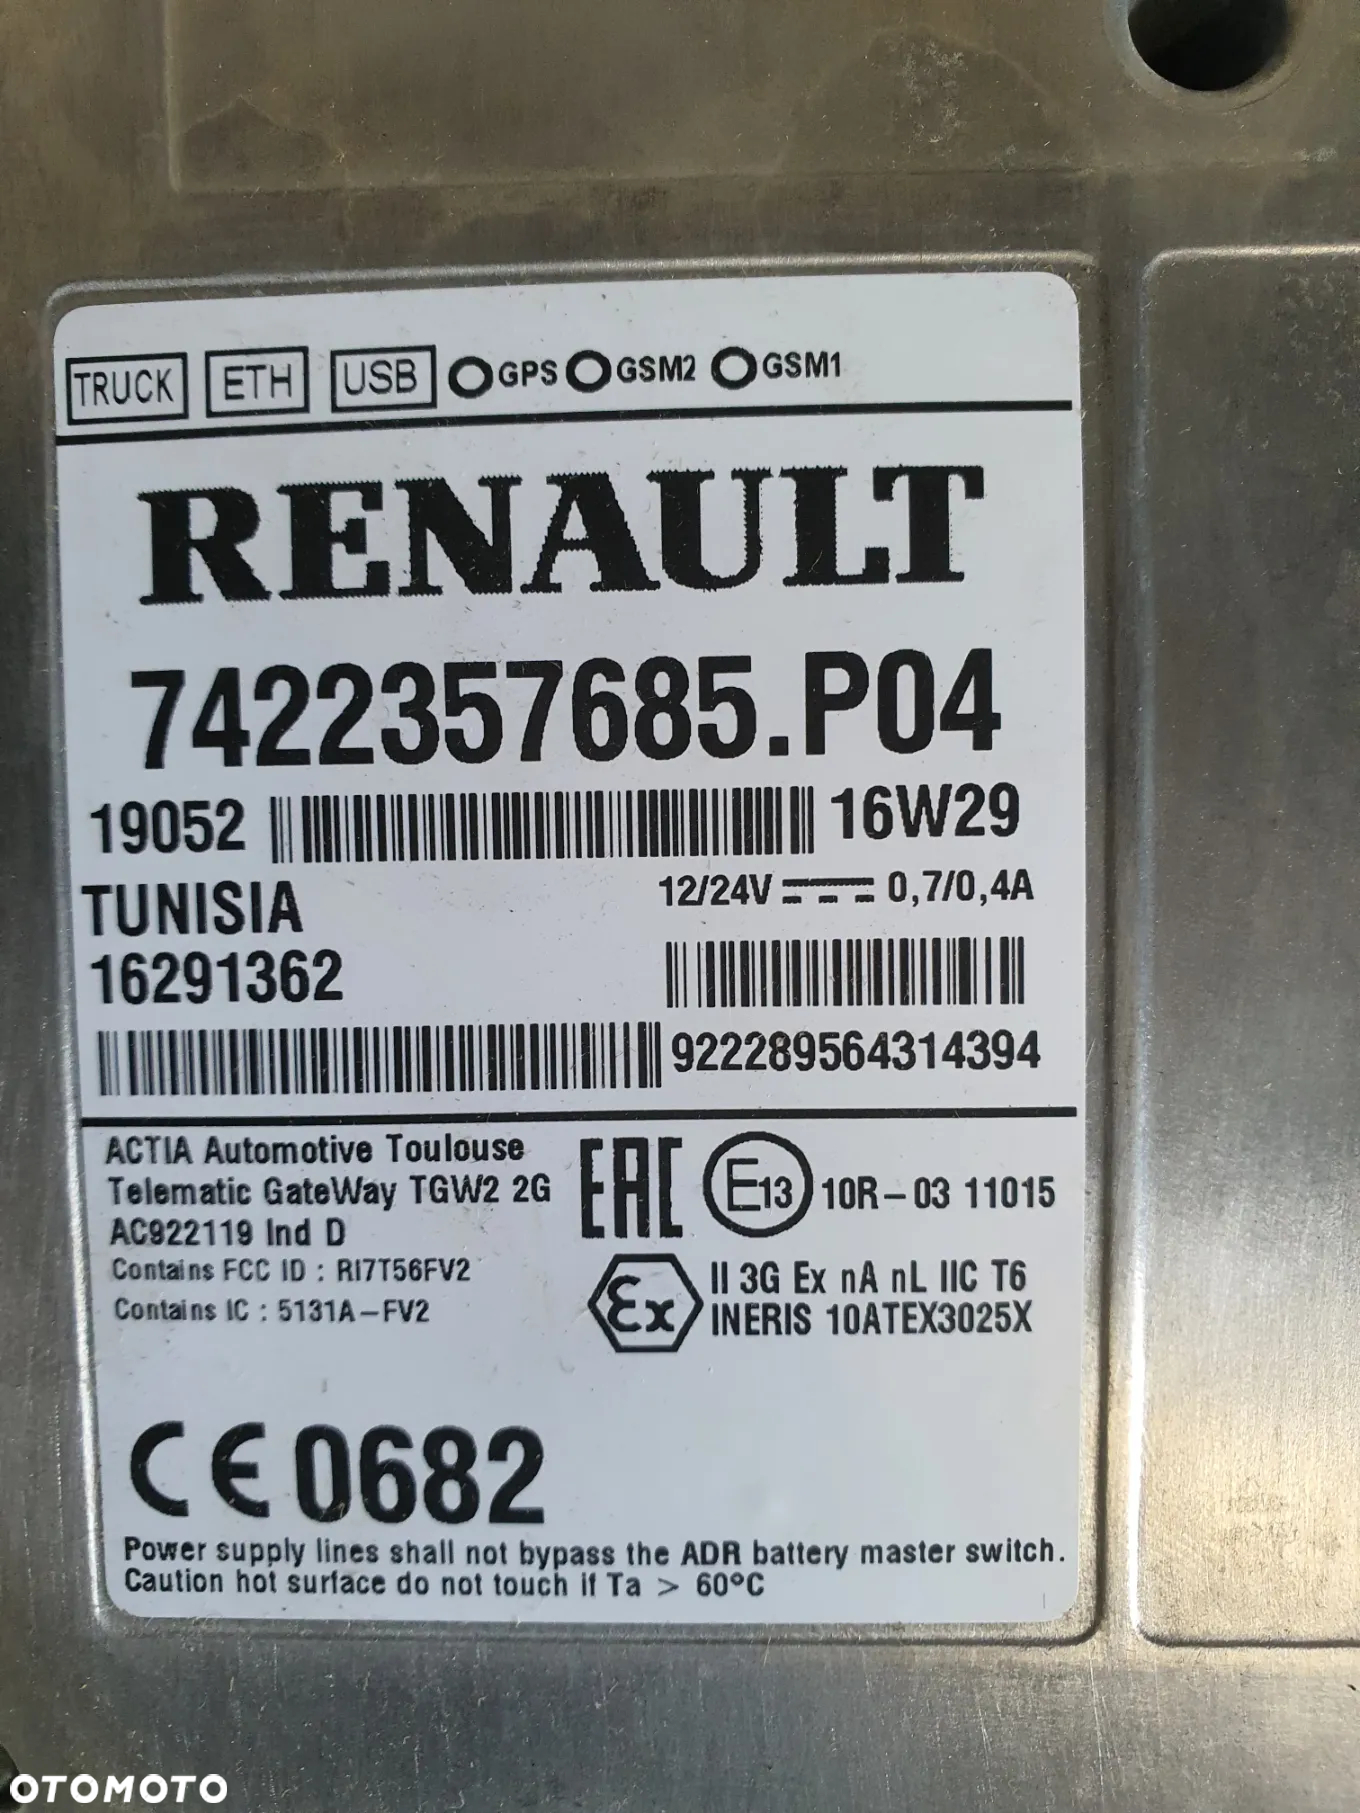 TRUCK ETH USB GPS GSM2 GSM1
RENAULT
7422357685.P04
19052 16W29
TUNISIA 12/24V 0,7/0,4A
16291362
922289564314394
ACTIA Automotive Toulouse
Telematic GateWay TGW2 2G
AC922119 Ind D
Contains FCC ID : RI7T56FV2
Contains IC : 5131A-FV2
EAC E13 10R-03 11015
Ex II 3G Ex nA nL IIC T6
INERIS 10ATEX3025X
CE 0682
Power supply lines shall not bypass the ADR battery master switch.
Caution hot surface do not touch if Ta > 60°C
OTOMOTO